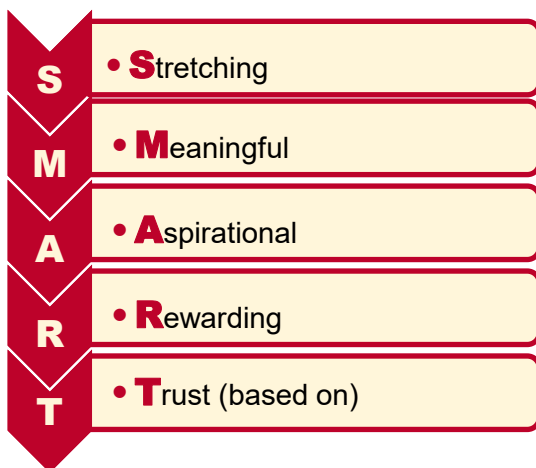 S
• Stretching
M
• Meaningful
A
• Aspirational
R
• Rewarding
T
• Trust (based on)